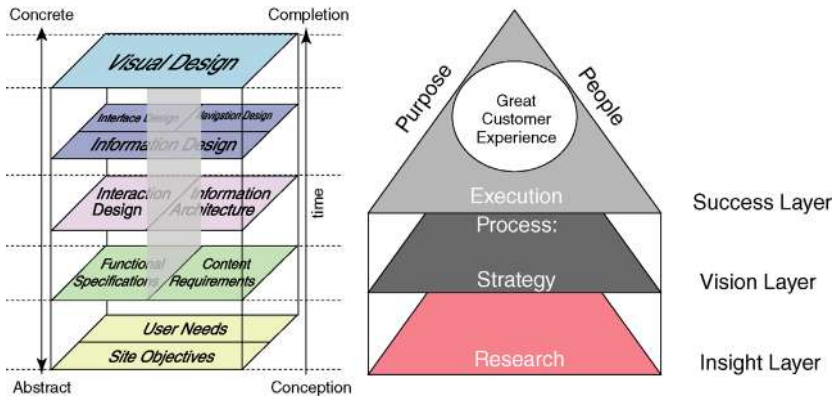 Concrete
Completion
Visual Design
Interface Design
Navigation Design
Information Design
Interaction
Design
Information
Architecture
time
Functional
Specifications
Content
Requirements
User Needs
Site Objectives
Abstract
Conception
Purpose
People
Great
Customer
Experience
Execution
Success Layer
Process:
Strategy
Vision Layer
Research
Insight Layer